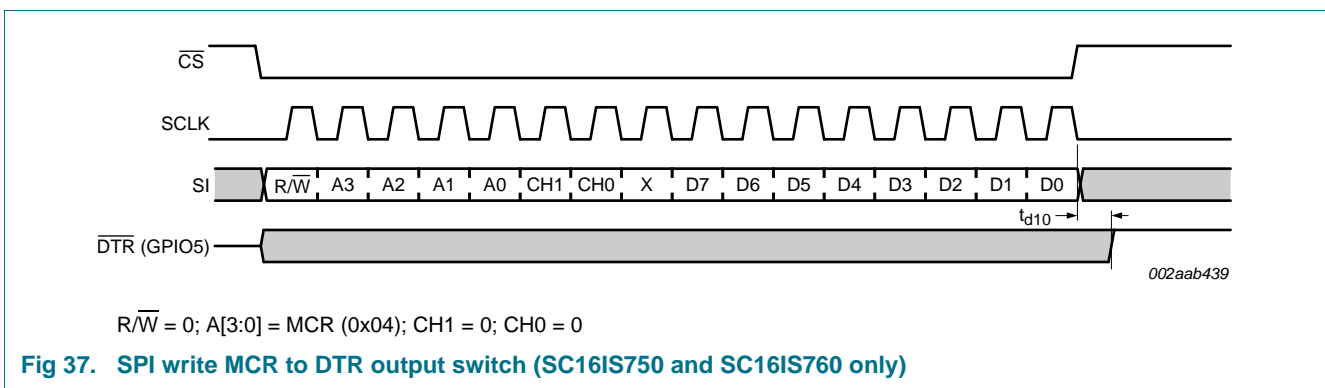 C̅S̅
SCLK
SI R/W̅ A3 A2 A1 A0 CH1 CH0 X D7 D6 D5 D4 D3 D2 D1 D0
td10
D̅T̅R̅ (GPIO5)
002aab439
R/W̅ = 0; A[3:0] = MCR (0x04); CH1 = 0; CH0 = 0
Fig 37. SPI write MCR to DTR output switch (SC16IS750 and SC16IS760 only)